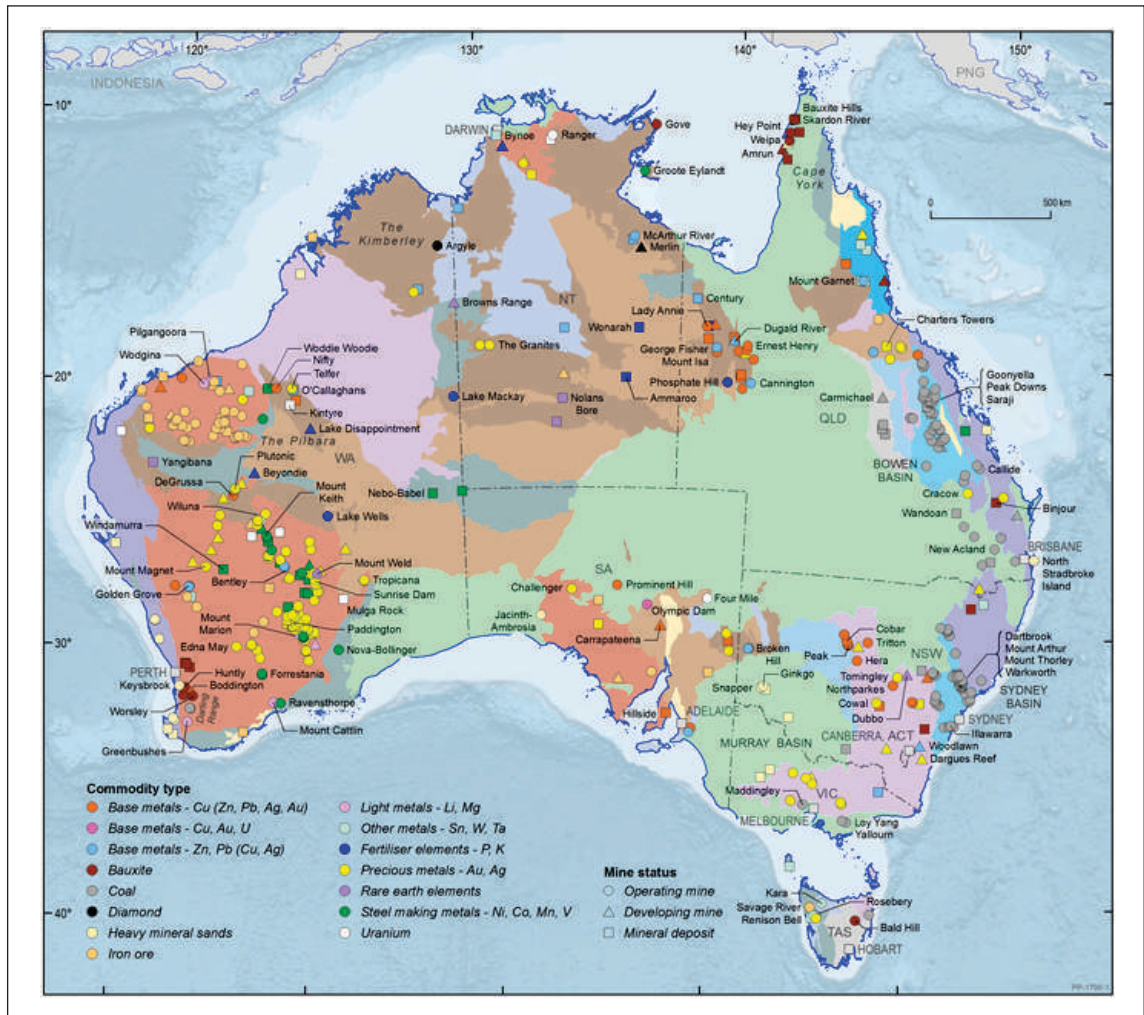 120°
130°
140°
150°
INDONESIA
PNG
10°
20°
30°
40°
DARWIN
Bynoe
Ranger
Gove
Groote Eylandt
Bauxite Hills
Skardon River
Hey Point
Weipa
Amrun
Cape
York
0
500 km
The
Kimberley
Argyle
McArthur River
Merlin
Mount Garnet
Browns Range
NT
Century
Lady Annie
Wonarah
Dugald River
Charters Towers
Pilgangoora
Wodgina
Woddie Woodie
Nifty
Telfer
O'Callaghans
Kintyre
The Granites
George Fisher
Mount Isa
Ernest Henry
Phosphate Hill
Cannington
Goonyella
Peak Downs
Saraji
Carmichael
QLD
Lake Mackay
Nolans
Bore
Ammaroo
Lake Disappointment
The Pilbara
WA
Yangibana
Plutonic
DeGrussa
Beyondie
Mount
Keith
Nebo-Babel
BOWEN
BASIN
Callide
Cracow
Wandoan
Binjour
Wiluna
Lake Wells
Windamurra
New Acland
BRISBANE
North
Stradbroke
Island
Mount Magnet
Bentley
Mount Weld
Tropicana
Sunrise Dam
Golden Grove
Mulga Rock
SA
Challenger
Prominent Hill
Four Mile
Olympic Dam
Jacinth-
Ambrosia
Carrapateena
Mount
Marion
Paddington
Edna May
Nova-Bollinger
Broken
Hill
Cobar
Tritton
Peak
Hera
NSW
Dartbrook
Mount Arthur
Mount Thorley
Warkworth
PERTH
Huntly
Forrestania
Keysbrook
Boddington
Worsley
Darling
Range
Ravensthorpe
Mount Cattlin
Greenbushes
Snapper
Ginkgo
Tomingley
Northparkes
Cowal
Dubbo
SYDNEY
BASIN
Hillside
ADELAIDE
SYDNEY
Illawarra
CANBERRA, ACT
MURRAY BASIN
Woodlawn
Dargues Reef
Maddingley
VIC
MELBOURNE
Loy Yang
Yallourn
Kara
Savage River
Renison Bell
Rosebery
Bald Hill
TAS
HOBART
Commodity type
Base metals - Cu (Zn, Pb, Ag, Au)
Base metals - Cu, Au, U
Base metals - Zn, Pb (Cu, Ag)
Bauxite
Coal
Diamond
Heavy mineral sands
Iron ore
Light metals - Li, Mg
Other metals - Sn, W, Ta
Fertiliser elements - P, K
Precious metals - Au, Ag
Rare earth elements
Steel making metals - Ni, Co, Mn, V
Uranium
Mine status
Operating mine
Developing mine
Mineral deposit